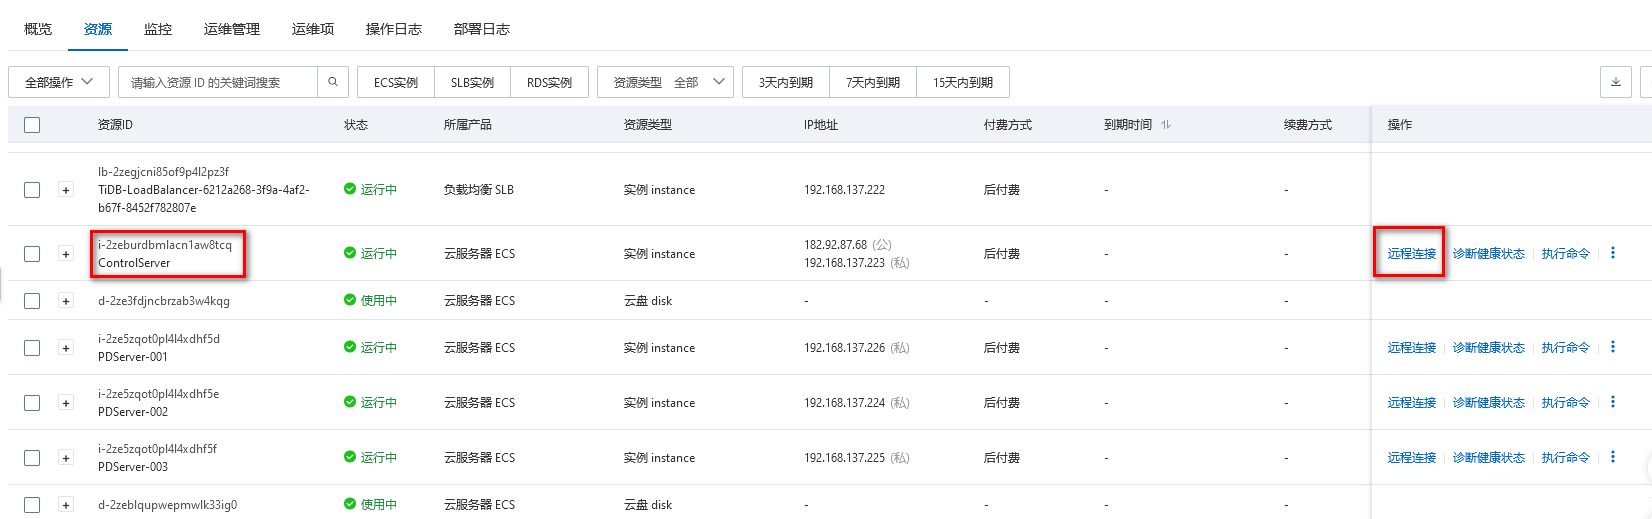 概览 资源 监控 运维管理 运维项 操作日志 部署日志
全部操作 请输入资源 ID 的关键词搜索 ECS实例 SLB实例 RDS实例 资源类型 全部 3天内到期 7天内到期 15天内到期
资源ID 状态 所属产品 资源类型 IP地址 付费方式 到期时间 续费方式 操作
lb-2zegjcni85of9p4l2pz3f
TiDB-LoadBalancer-6212a268-3f9a-4af2-
b67f-8452f782807e
运行中 负载均衡 SLB 实例 instance 192.168.137.222 后付费 - -
i-2zeburdbmlacn1aw8tcq
ControlServer
运行中 云服务器 ECS 实例 instance
182.92.87.68 (公)
192.168.137.223 (私)
后付费 - - 远程连接 诊断健康状态 执行命令
d-2ze3fdjncbrzab3w4kqg 使用中 云服务器 ECS 云盘 disk - - - -
i-2ze5zqot0pl4l4xdhf5d
PDServer-001
运行中 云服务器 ECS 实例 instance 192.168.137.226 (私) 后付费 - - 远程连接 诊断健康状态 执行命令
i-2ze5zqot0pl4l4xdhf5e
PDServer-002
运行中 云服务器 ECS 实例 instance 192.168.137.224 (私) 后付费 - - 远程连接 诊断健康状态 执行命令
i-2ze5zqot0pl4l4xdhf5f
PDServer-003
运行中 云服务器 ECS 实例 instance 192.168.137.225 (私) 后付费 - - 远程连接 诊断健康状态 执行命令
d-2zeblqupwepmwlk33ig0 使用中 云服务器 ECS 云盘 disk - - - -